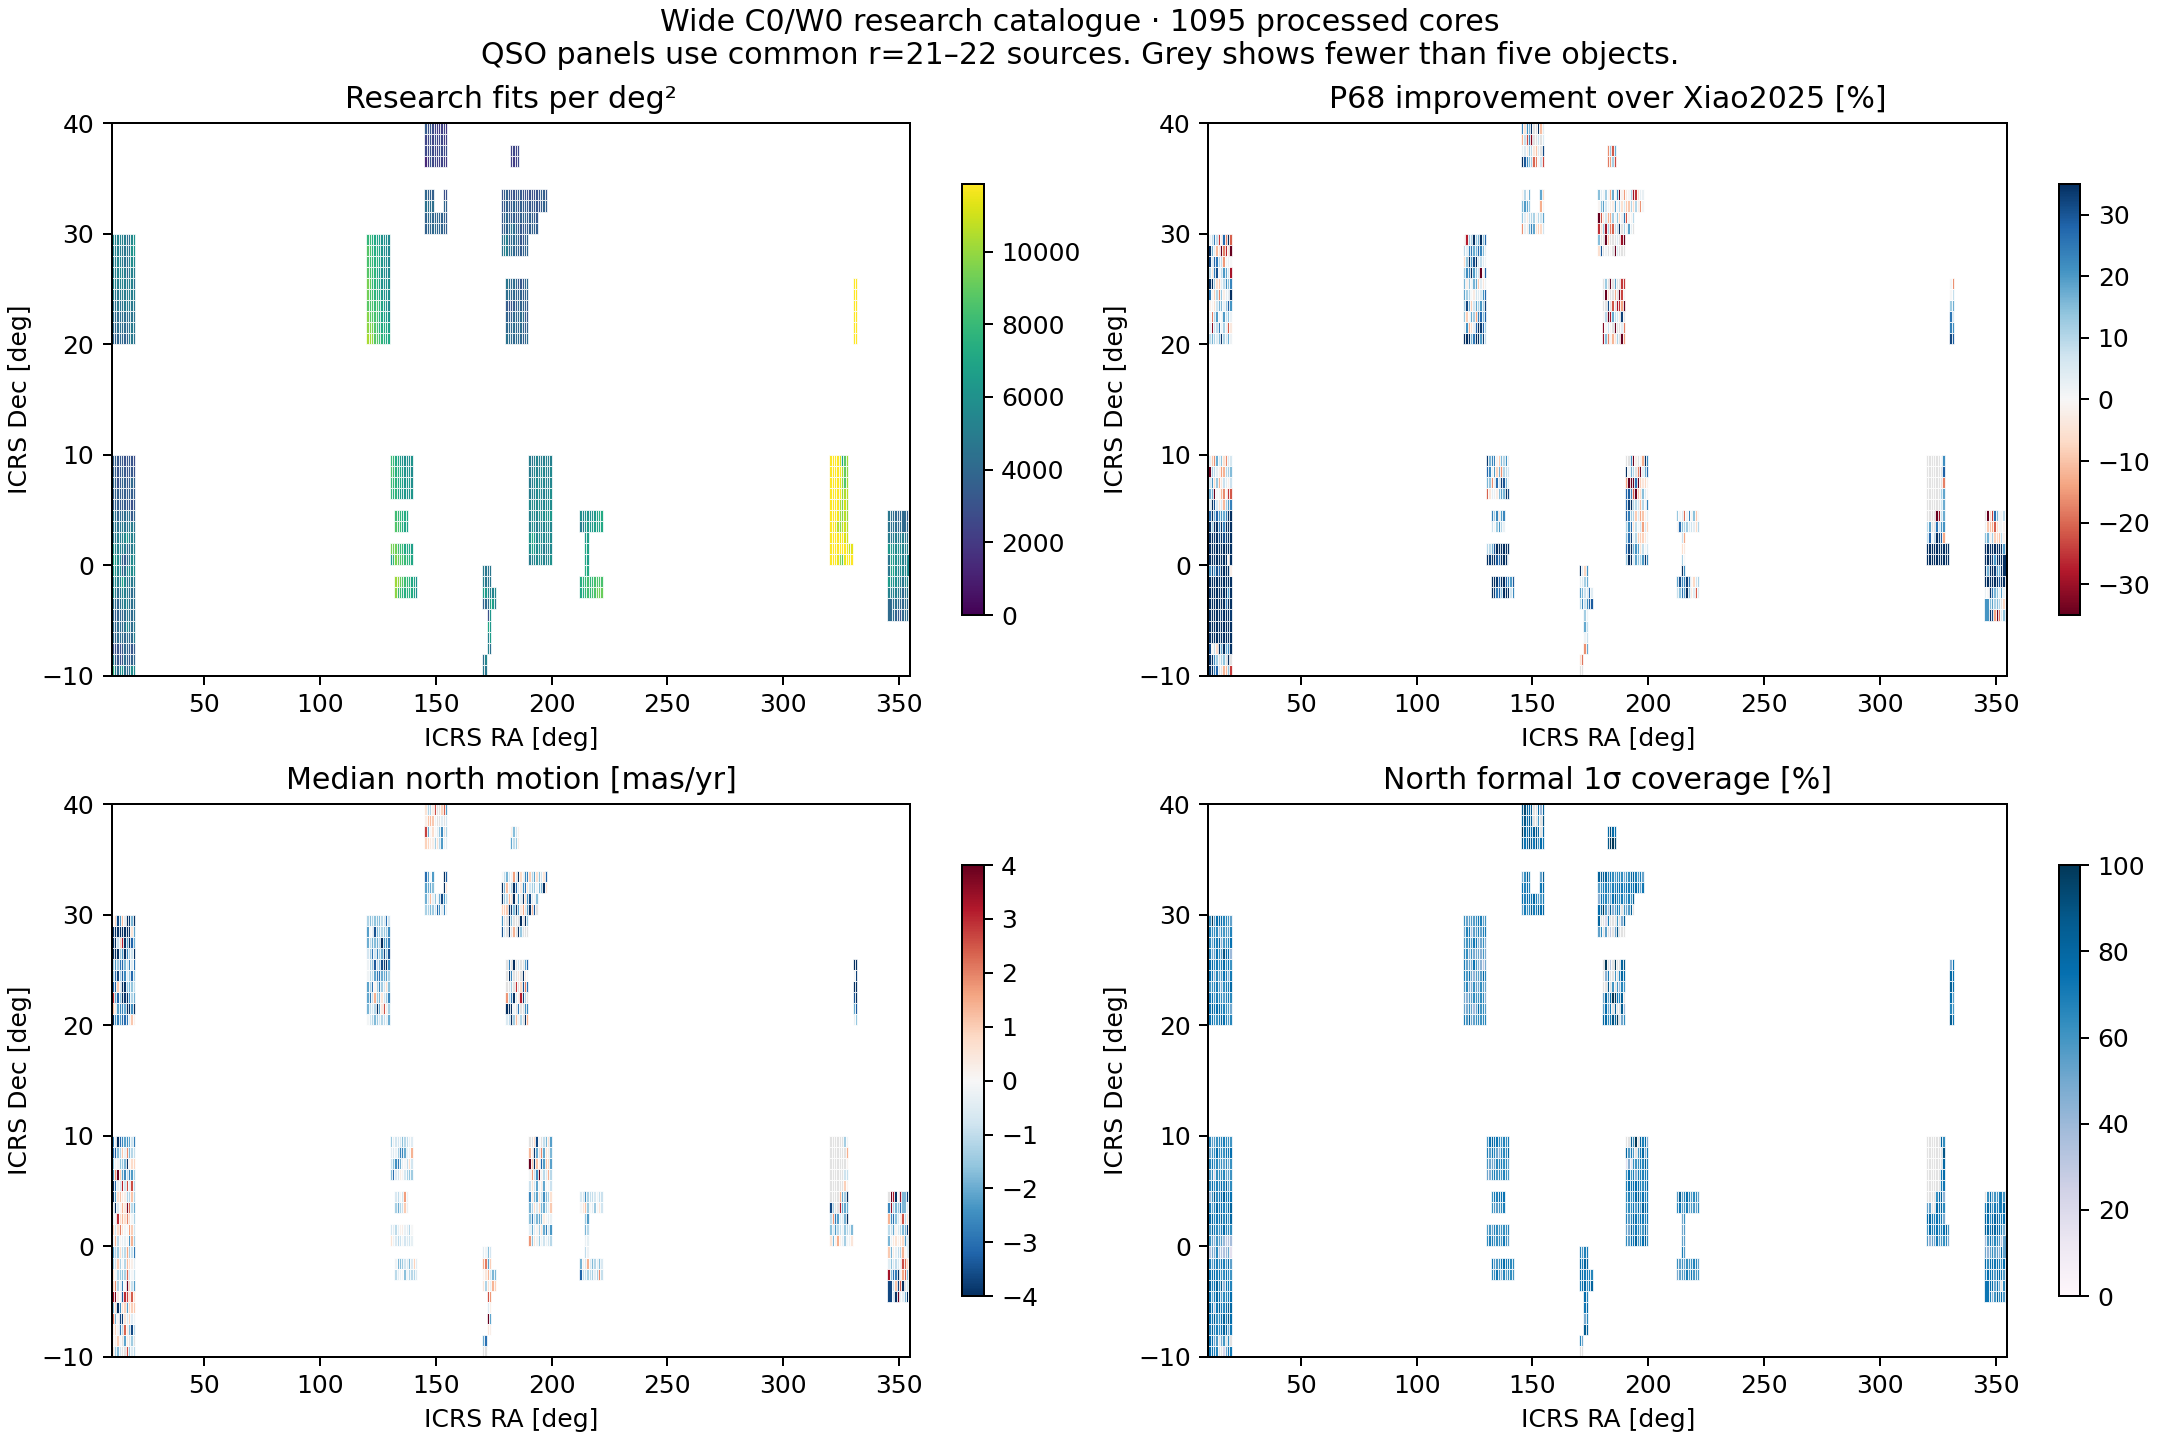 Wide C0/W0 research catalogue · 1095 processed cores
QSO panels use common r=21–22 sources. Grey shows fewer than five objects.
Research fits per deg²
40
30
20
10
0
−10
ICRS Dec [deg]
50 100 150 200 250 300 350
ICRS RA [deg]
10000
8000
6000
4000
2000
0
P68 improvement over Xiao2025 [%]
40
30
20
10
0
−10
ICRS Dec [deg]
50 100 150 200 250 300 350
ICRS RA [deg]
30
20
10
0
−10
−20
−30
Median north motion [mas/yr]
40
30
20
10
0
−10
ICRS Dec [deg]
50 100 150 200 250 300 350
ICRS RA [deg]
4
3
2
1
0
−1
−2
−3
−4
North formal 1σ coverage [%]
40
30
20
10
0
−10
ICRS Dec [deg]
50 100 150 200 250 300 350
ICRS RA [deg]
100
80
60
40
20
0